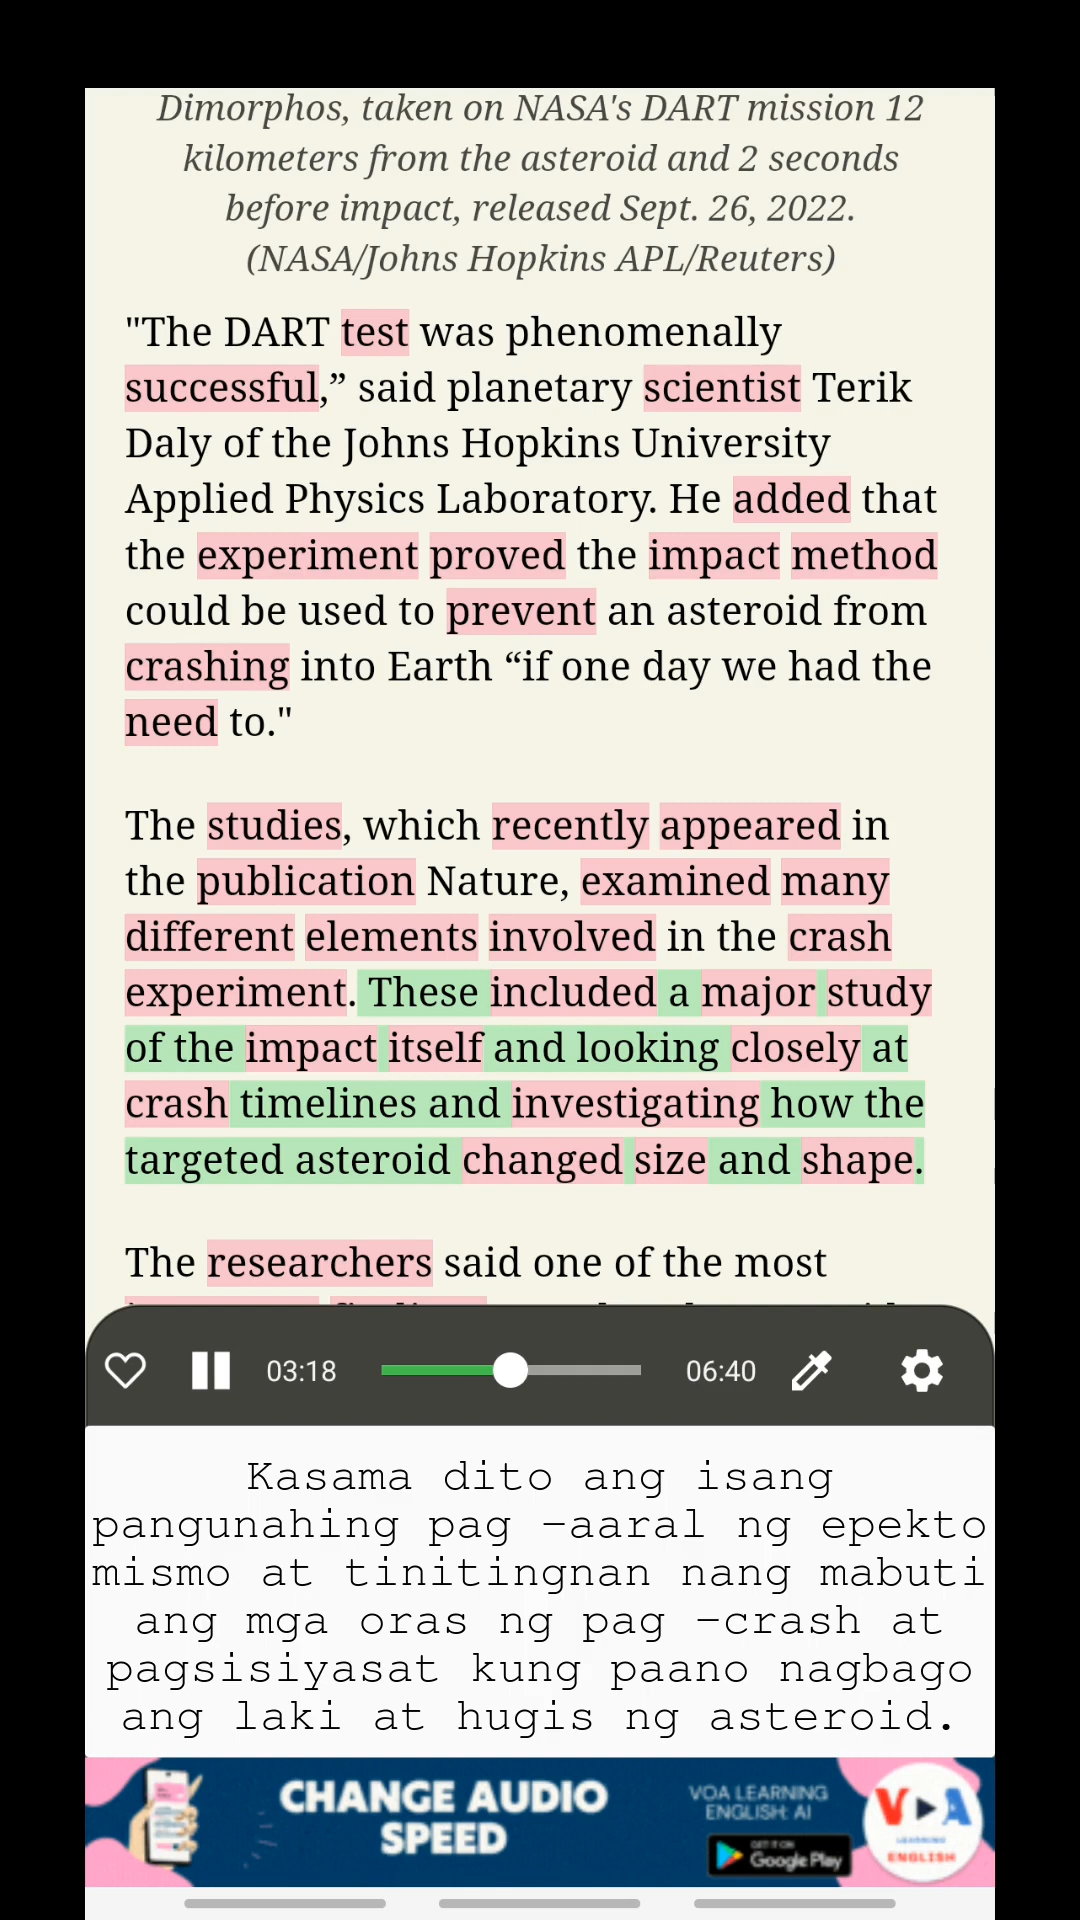 Dimorphos, taken on NASA's DART mission 12
kilometers from the asteroid and 2 seconds
before impact, released Sept. 26, 2022.
(NASA/Johns Hopkins APL/Reuters)
"The DART test was phenomenally
successful,” said planetary scientist Terik
Daly of the Johns Hopkins University
Applied Physics Laboratory. He added that
the experiment proved the impact method
could be used to prevent an asteroid from
crashing into Earth “if one day we had the
need to."
The studies, which recently appeared in
the publication Nature, examined many
different elements involved in the crash
experiment. These included a major study
of the impact itself and looking closely at
crash timelines and investigating how the
targeted asteroid changed size and shape.
The researchers said one of the most
03:18
06:40
Kasama dito ang isang
pangunahing pag -aaral ng epekto
mismo at tinitingnan nang mabuti
ang mga oras ng pag -crash at
pagsisiyasat kung paano nagbago
ang laki at hugis ng asteroid.
CHANGE AUDIO
SPEED
VOA LEARNING
ENGLISH: AI
GET IT ON
Google Play
VOA
LEARNING
ENGLISH